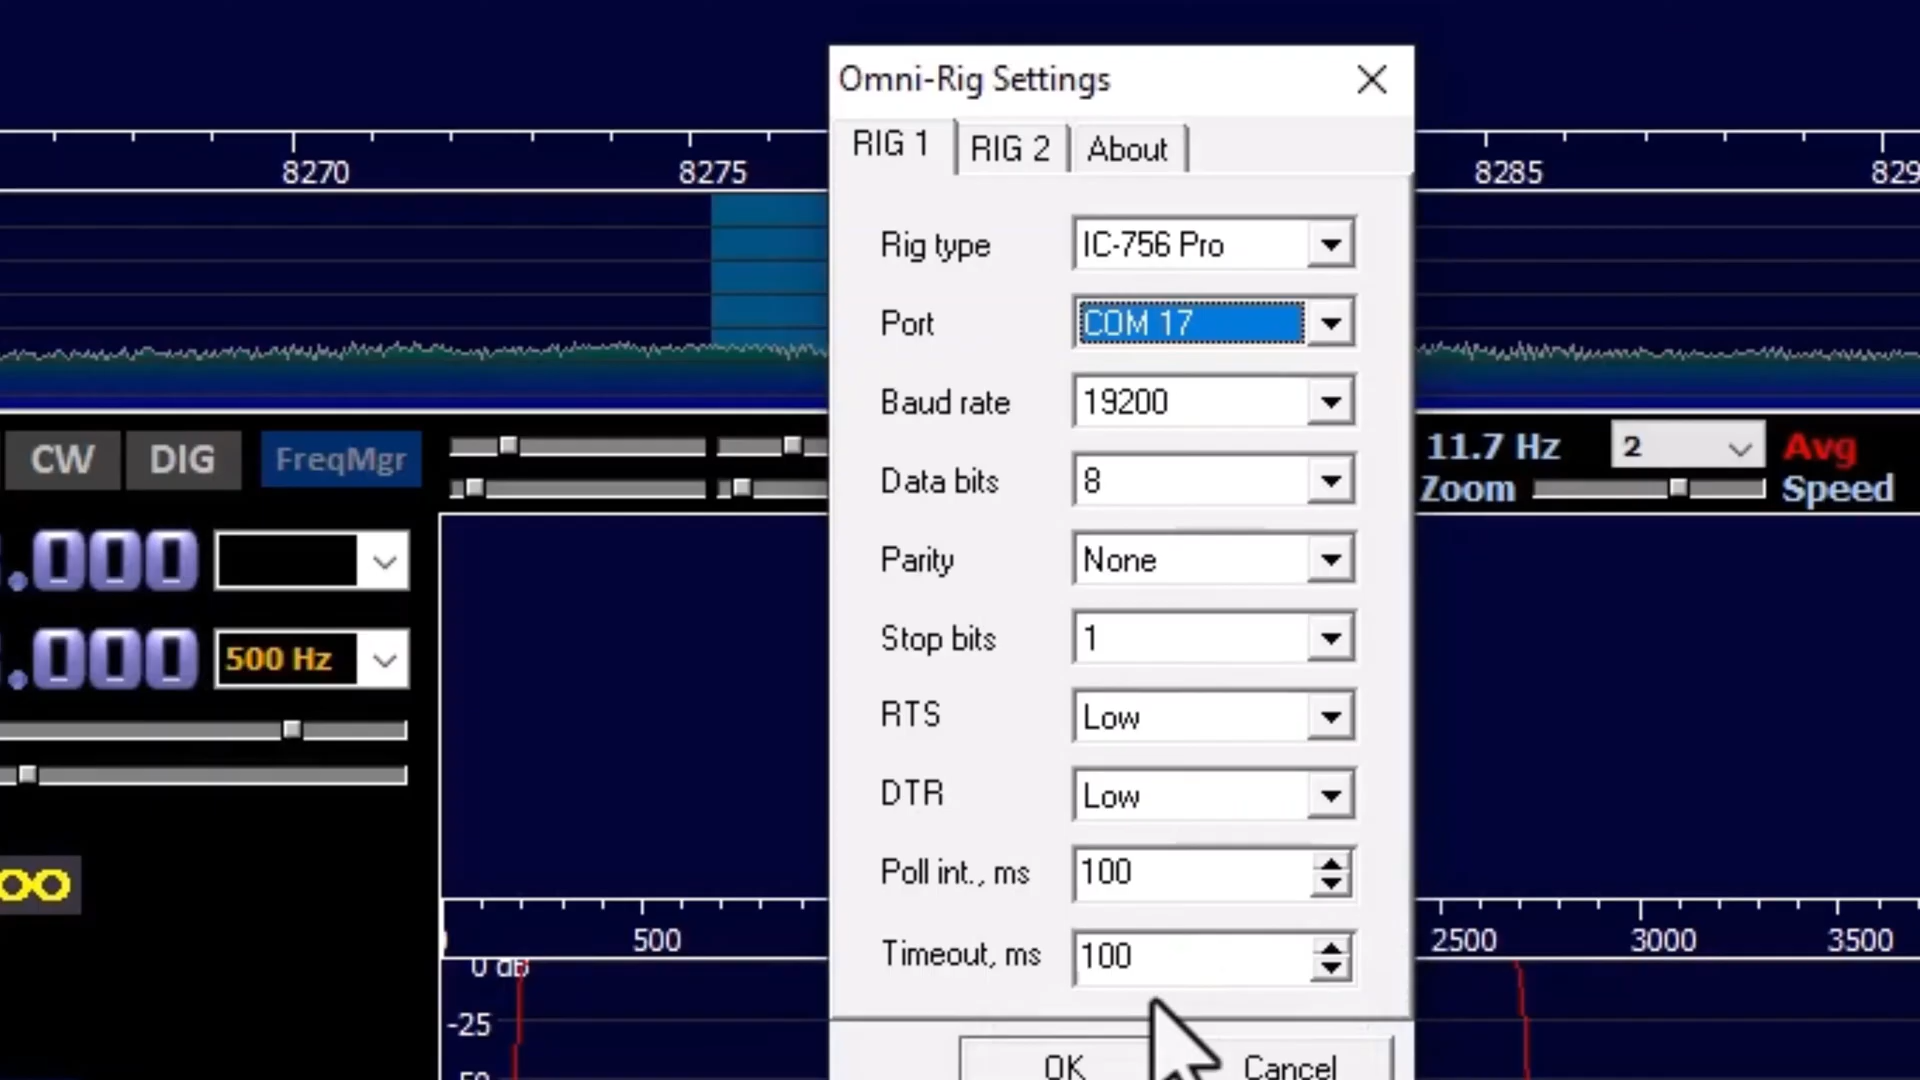 Omni-Rig Settings
RIG 1 RIG 2 About
8270 8275 8285 829
Rig type IC-756 Pro
Port COM 17
Baud rate 19200
CW DIG FreqMgr
11.7 Hz 2 Avg
Zoom Speed
Data bits 8
.000
Parity None
.000 500 Hz
Stop bits 1
RTS Low
DTR Low
Poll int., ms 100
500 2500 3000 3500
Timeout, ms 100
0 dB
-25
OK Cancel